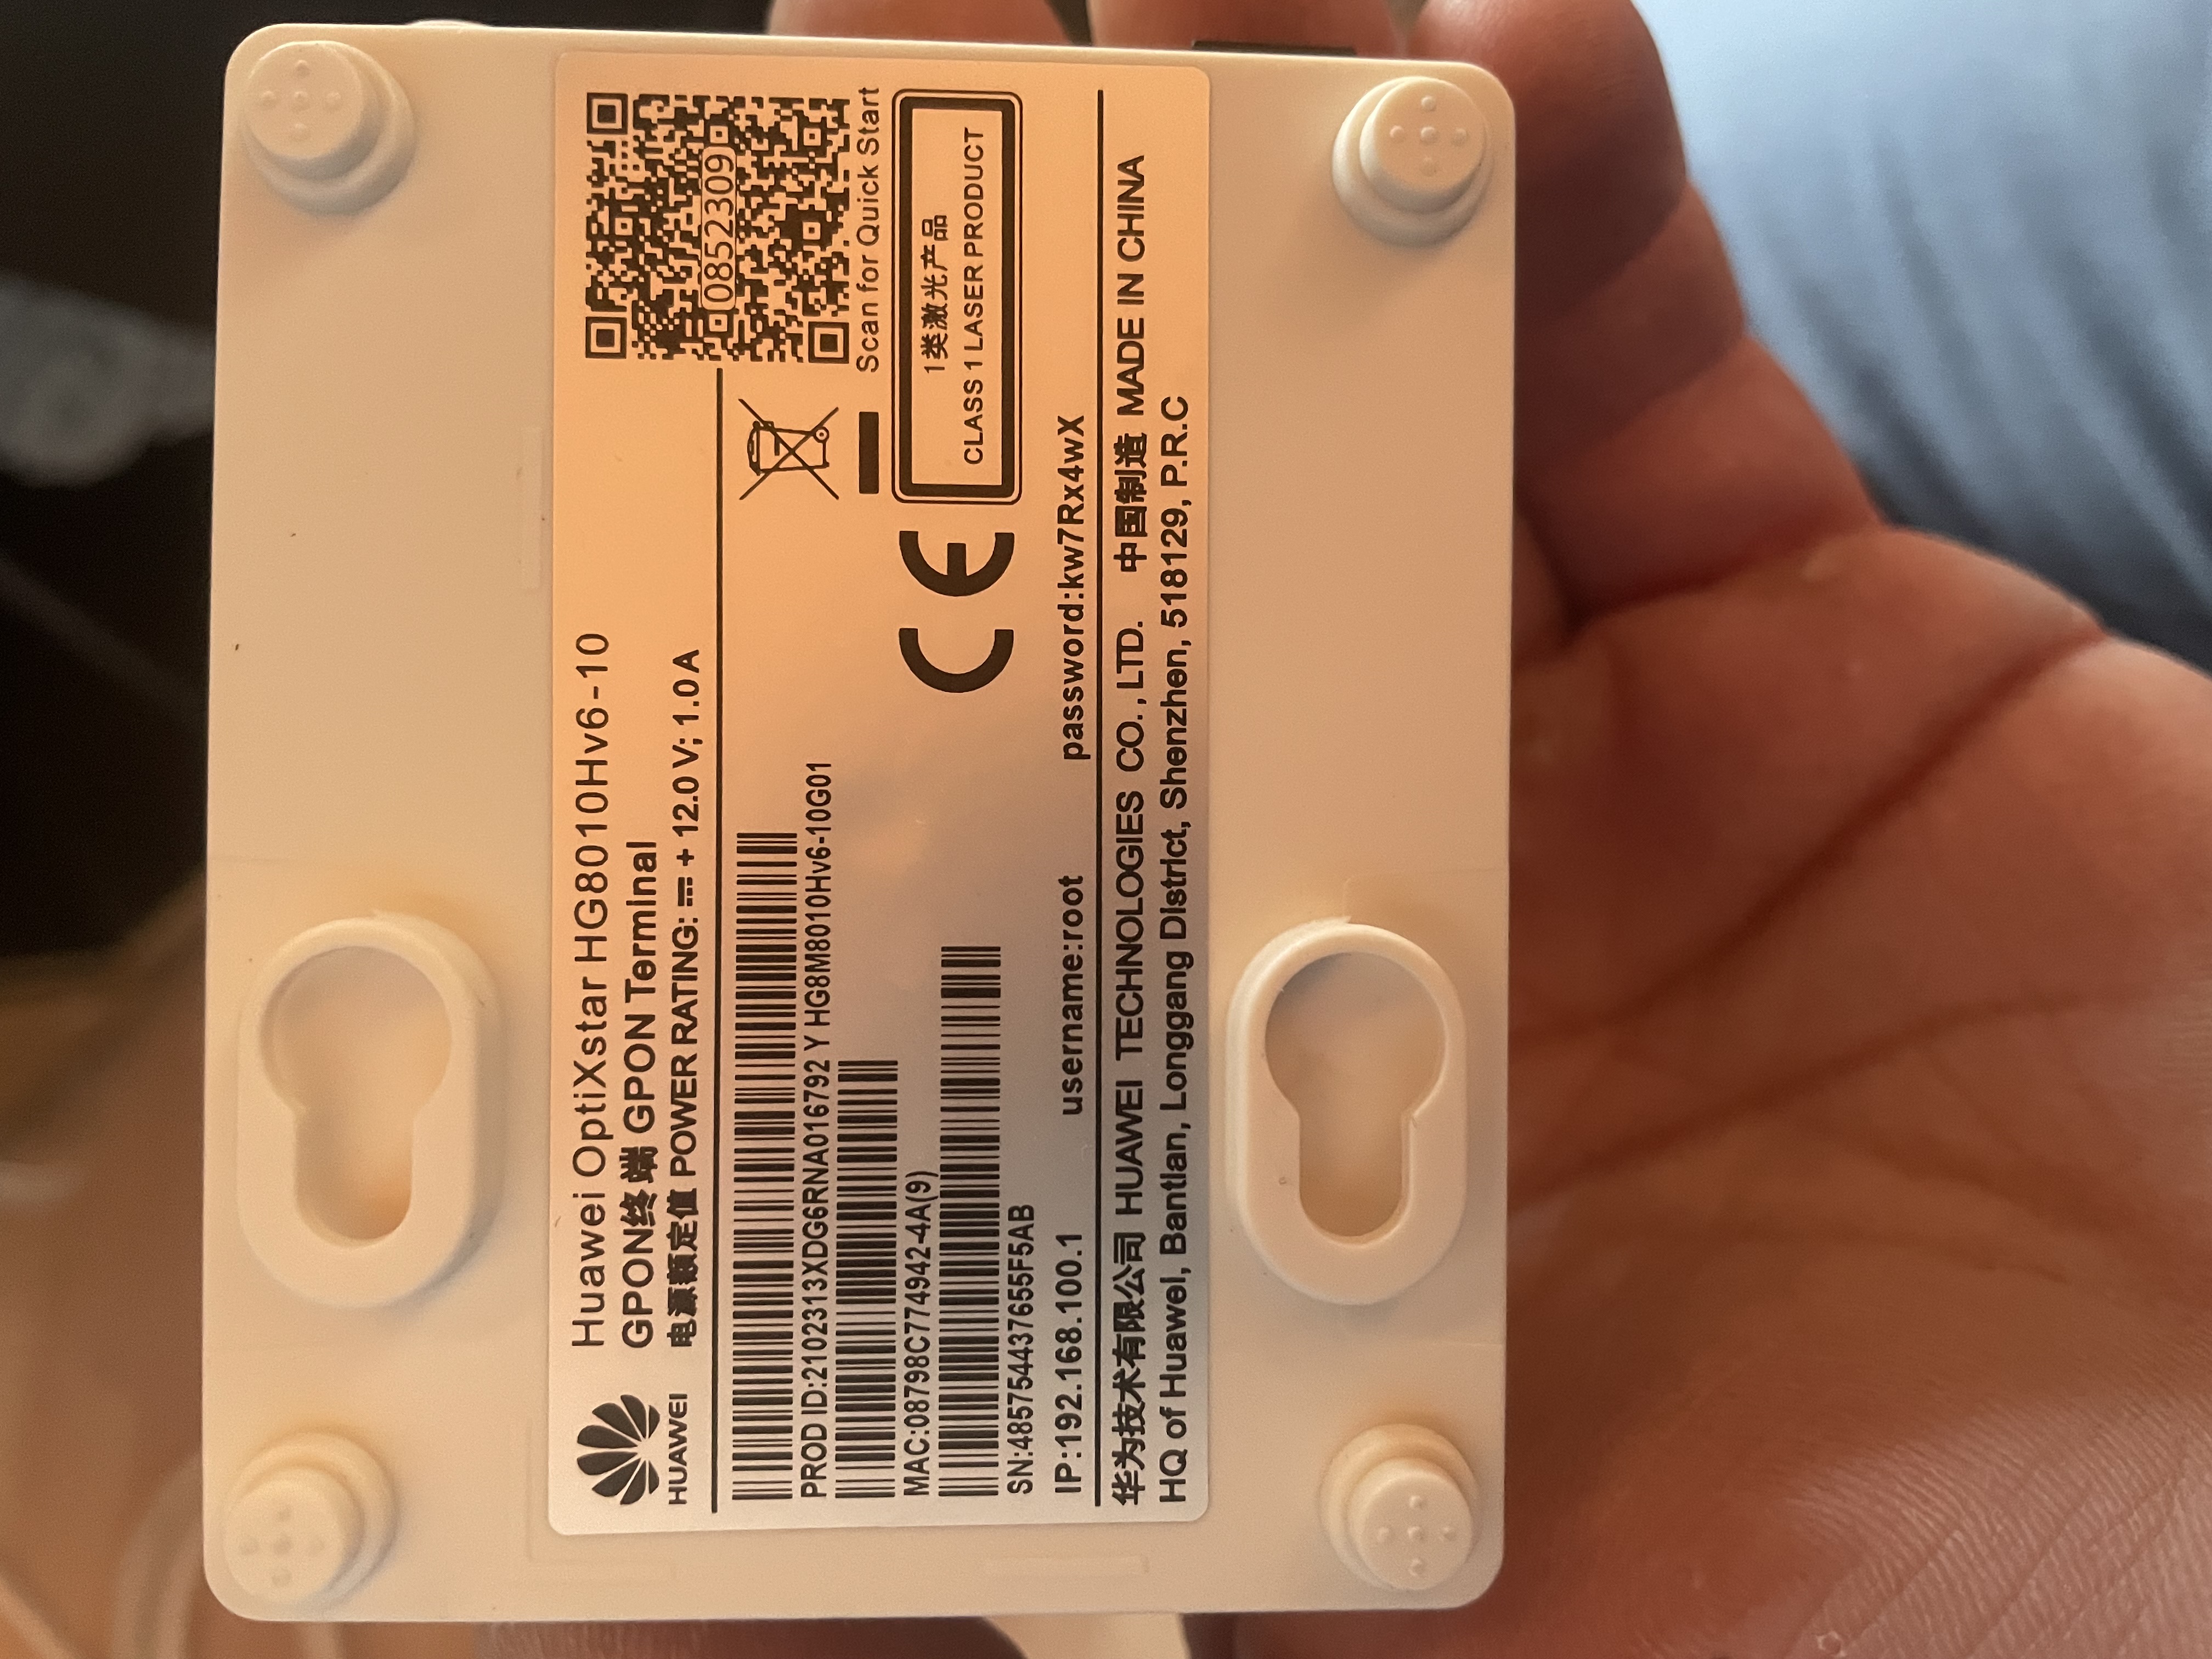 HUAWEI
Huawei OptiXstar HG8010Hv6-10
GPON终端 GPON Terminal
电源额定值 POWER RATING: ⎓ + 12.0 V; 1.0 A
08522309
Scan for Quick Start
PROD ID:2102313XDG6RNA016792 Y HG8M8010Hv6-10G01
MAC:08798C774942-4A(9)
SN:485754437655F5AB
CE
1类激光产品
CLASS 1 LASER PRODUCT
IP:192.168.100.1 username:root password:kw7Rx4wX
华为技术有限公司 HUAWEI TECHNOLOGIES CO., LTD. 中国制造 MADE IN CHINA
HQ of Huawei, Bantian, Longgang District, Shenzhen, 518129, P.R.C